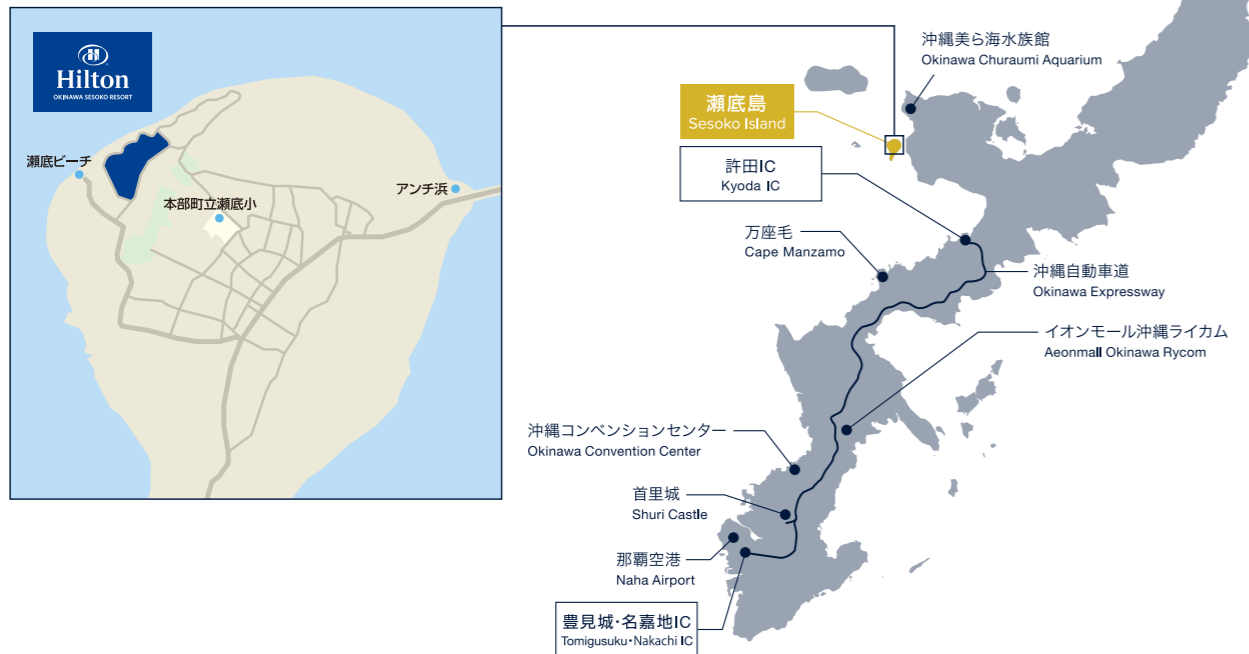 Hilton
OKINAWA SESOKO RESORT
瀬底ビーチ
本部町立瀬底小
アンチ浜
沖縄美ら海水族館
Okinawa Churaumi Aquarium
瀬底島
Sesoko Island
許田IC
Kyoda IC
万座毛
Cape Manzamo
沖縄自動車道
Okinawa Expressway
イオンモール沖縄ライカム
Aeonmall Okinawa Rycom
沖縄コンベンションセンター
Okinawa Convention Center
首里城
Shuri Castle
那覇空港
Naha Airport
豊見城・名嘉地IC
Tomigusuku・Nakachi IC